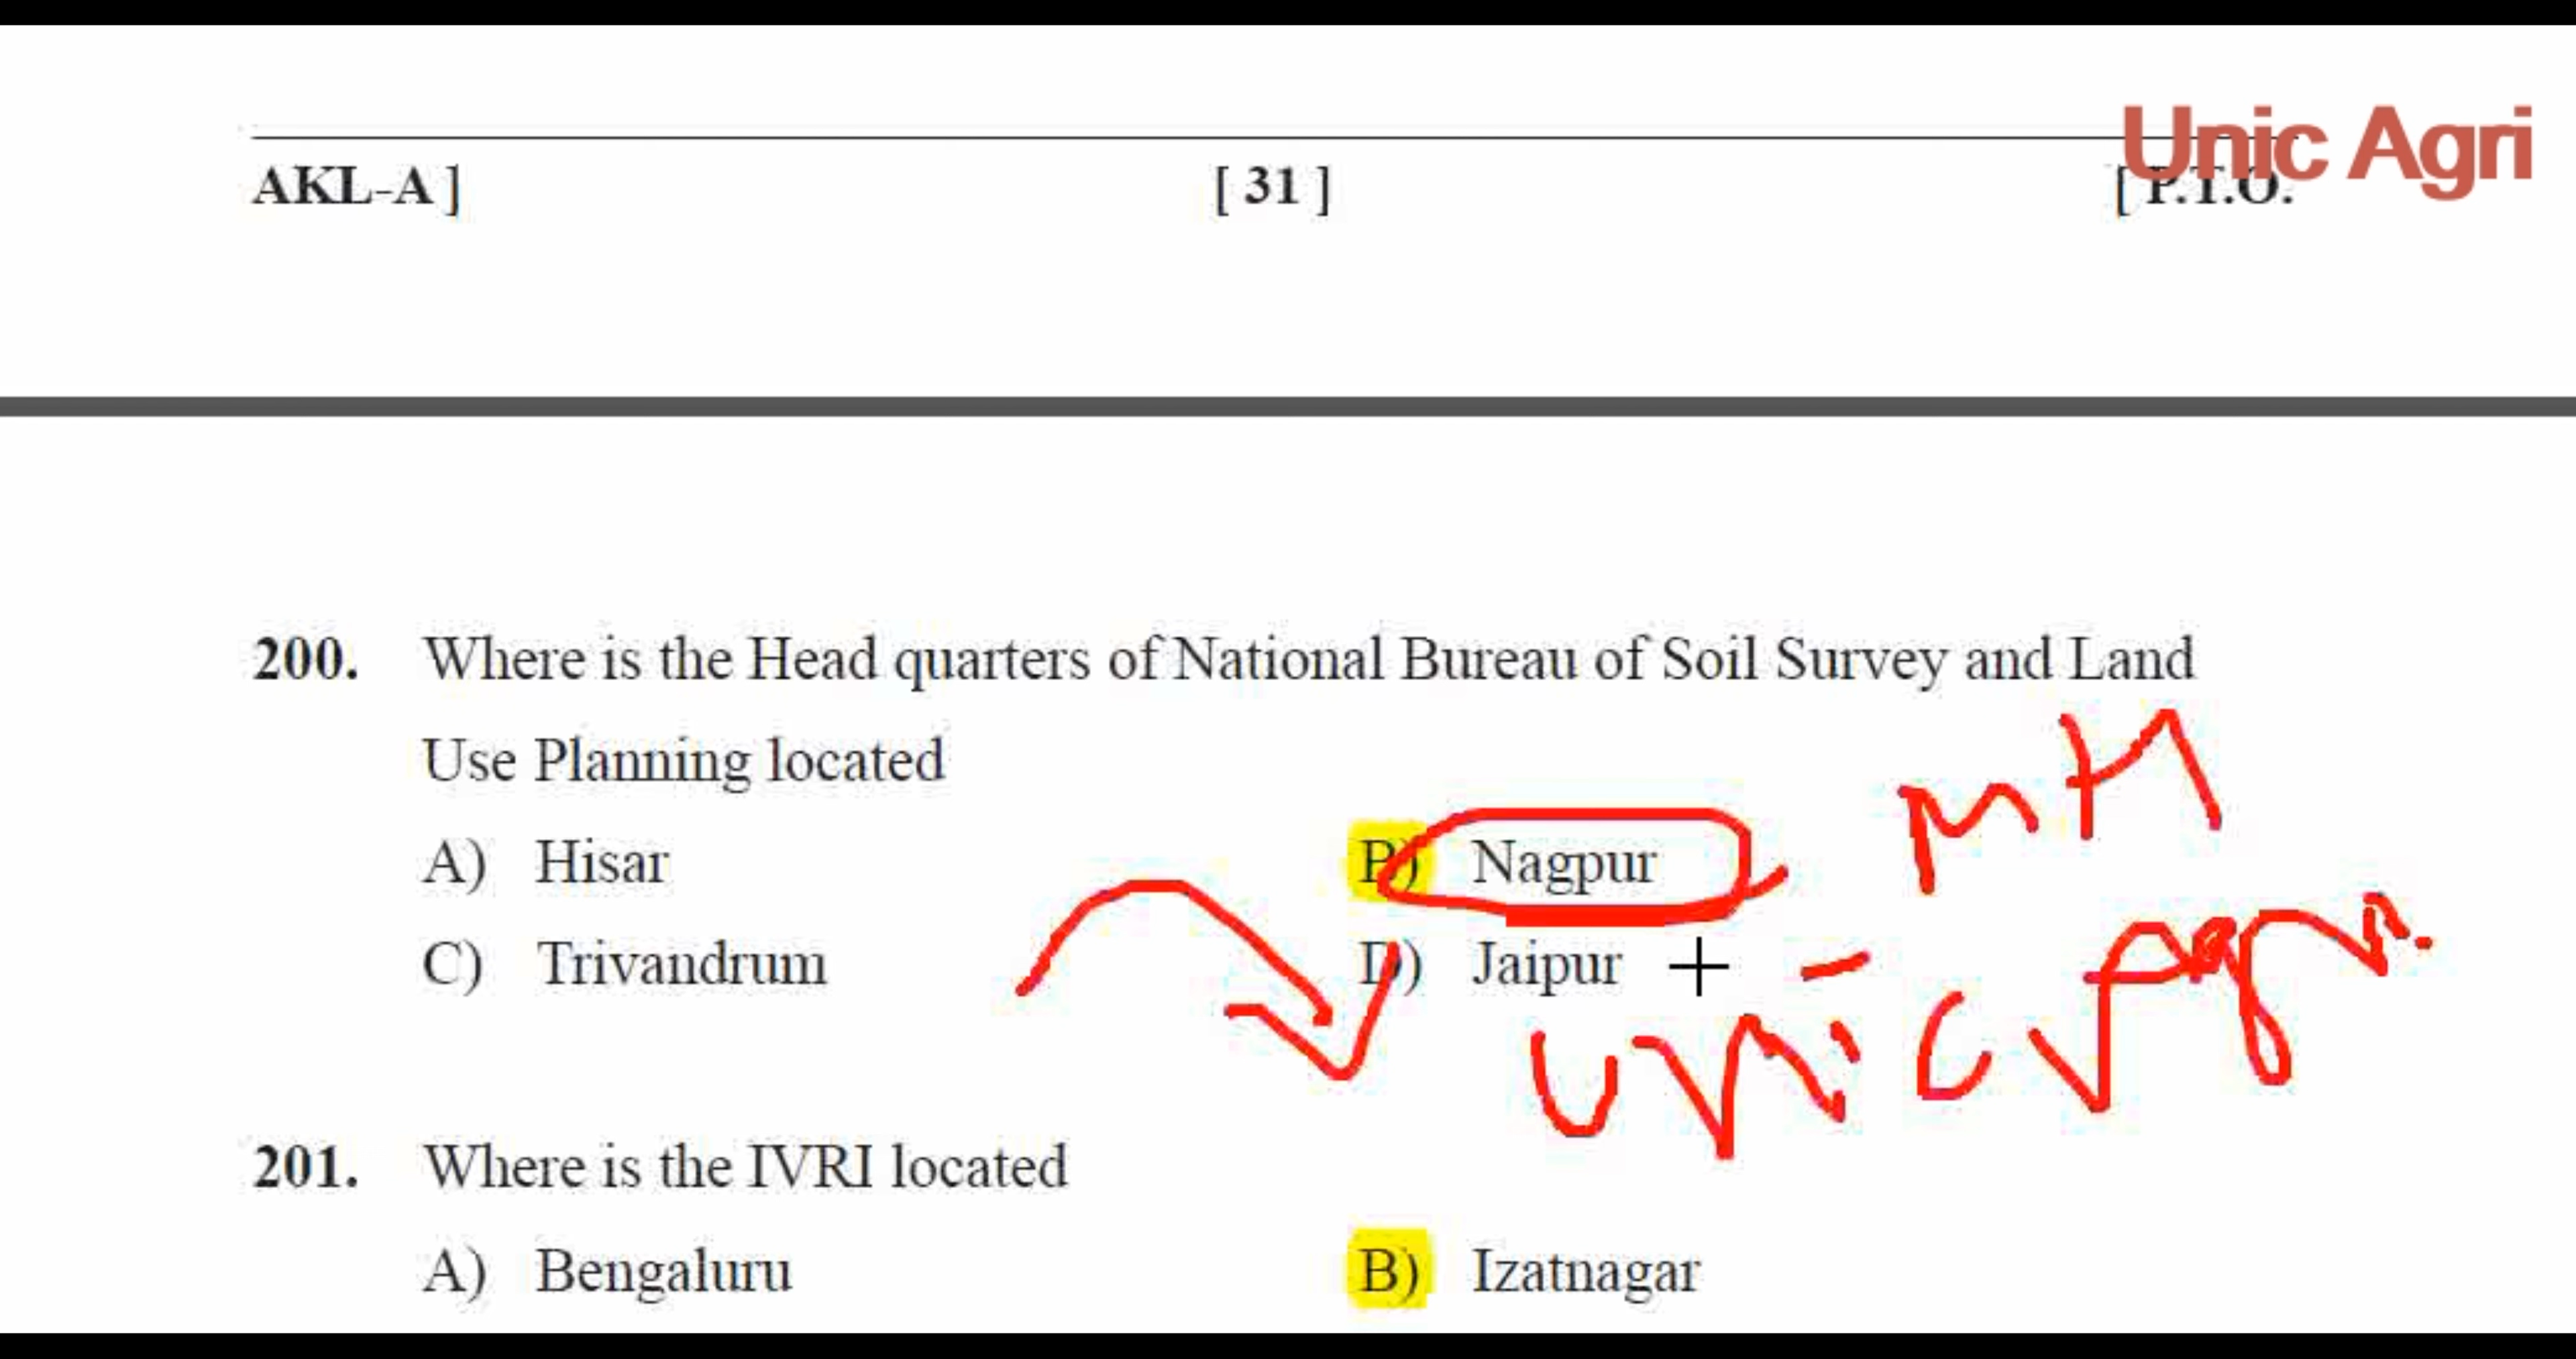 Unic Agri
AKL-A ] [ 31 ] [ P.T.O.
200. Where is the Head quarters of National Bureau of Soil Survey and Land
Use Planning located
MH
A) Hisar B) Nagpur
C) Trivandrum D) Jaipur
Unic Agri
201. Where is the IVRI located
A) Bengaluru B) Izatnagar